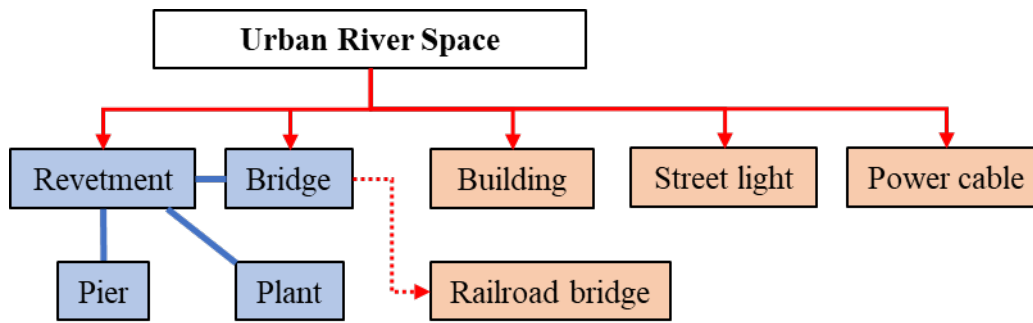 Urban River Space
Revetment
Bridge
Building
Street light
Power cable
Pier
Plant
Railroad bridge